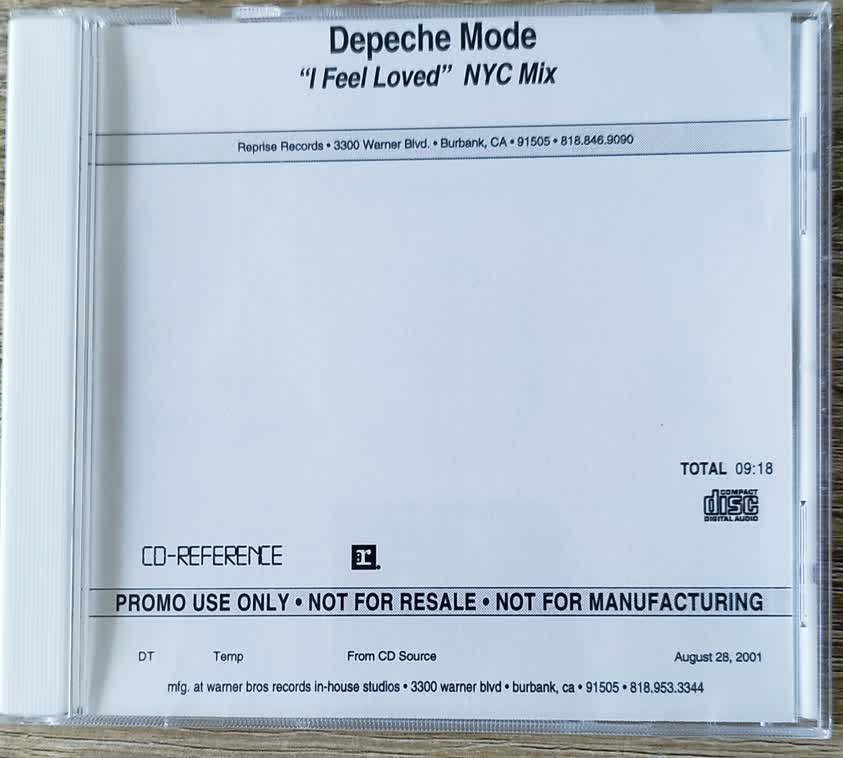 Depeche Mode
“I Feel Loved” NYC Mix
Reprise Records • 3300 Warner Blvd. • Burbank, CA • 91505 • 818.846.9090
TOTAL 09:18
COMPACT
disc
DIGITAL AUDIO
CD-REFERENCE
r
PROMO USE ONLY • NOT FOR RESALE • NOT FOR MANUFACTURING
DT Temp From CD Source August 28, 2001
mfg. at warner bros records in-house studios • 3300 warner blvd • burbank, ca • 91505 • 818.953.3344